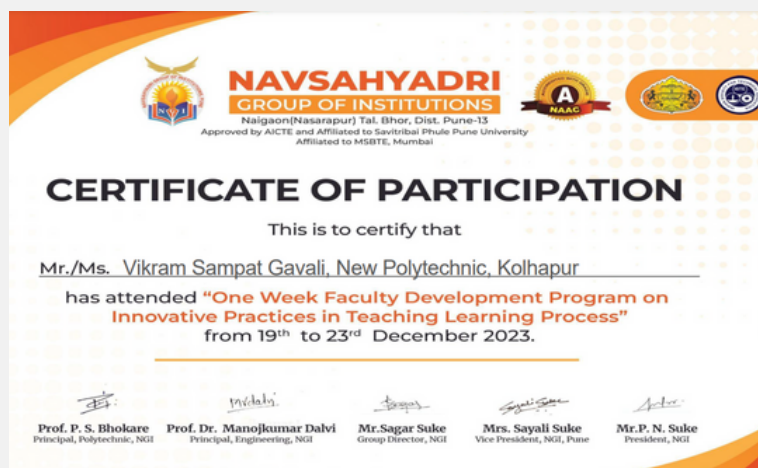 NAVSAHYADRI
GROUP OF INSTITUTIONS
Naigaon(Nasarapur) Tal. Bhor, Dist. Pune-13
Approved by AICTE and Affiliated to Savitribai Phule Pune University
Affiliated to MSBTE, Mumbai
A
NAAG
CERTIFICATE OF PARTICIPATION
This is to certify that
Mr./Ms. Vikram Sampat Gavali, New Polytechnic, Kolhapur
has attended “One Week Faculty Development Program on
Innovative Practices in Teaching Learning Process”
from 19th to 23rd December 2023.
Prof. P. S. Bhokare Prof. Dr. Manojkumar Dalvi Mr.Sagar Suke Mrs. Sayali Suke Mr.P. N. Suke
Principal, Polytechnic, NGI Principal, Engineering, NGI Group Director, NGI Vice President, NGI, Pune President, NGI